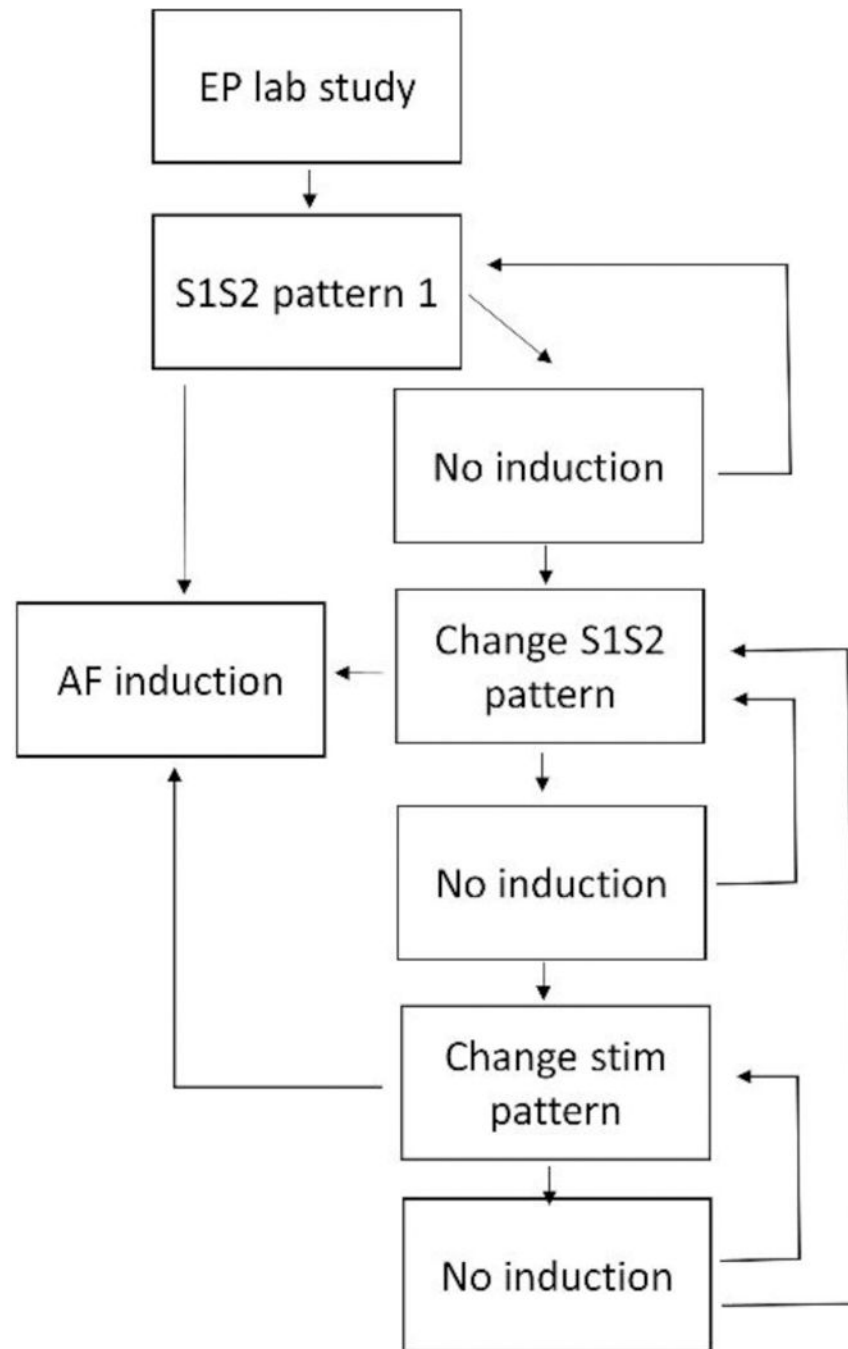 EP lab study
S1S2 pattern 1
No induction
AF induction
Change S1S2
pattern
No induction
Change stim
pattern
No induction